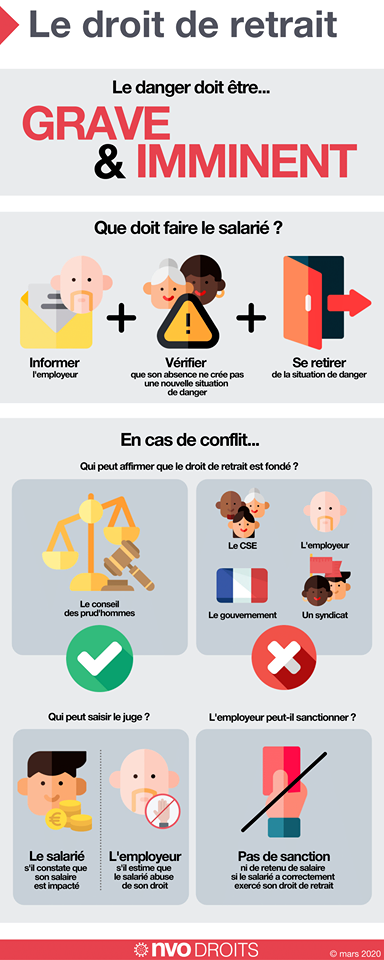 Le droit de retrait
Le danger doit être...
GRAVE
& IMMINENT
Que doit faire le salarié ?
Informer
l'employeur
Vérifier
que son absence ne crée pas
une nouvelle situation
de danger
Se retirer
de la situation de danger
En cas de conflit...
Qui peut affirmer que le droit de retrait est fondé ?
Le conseil
des prud'hommes
Le CSE
L'employeur
Le gouvernement
Un syndicat
Qui peut saisir le juge ?
Le salarié
s'il constate que
son salaire
est impacté
L'employeur
s'il estime que
le salarié abuse
de son droit
L'employeur peut-il sanctionner ?
Pas de sanction
ni de retenu de salaire
si le salarié a correctement
exercé son droit de retrait
nvo DROITS
© mars 2020